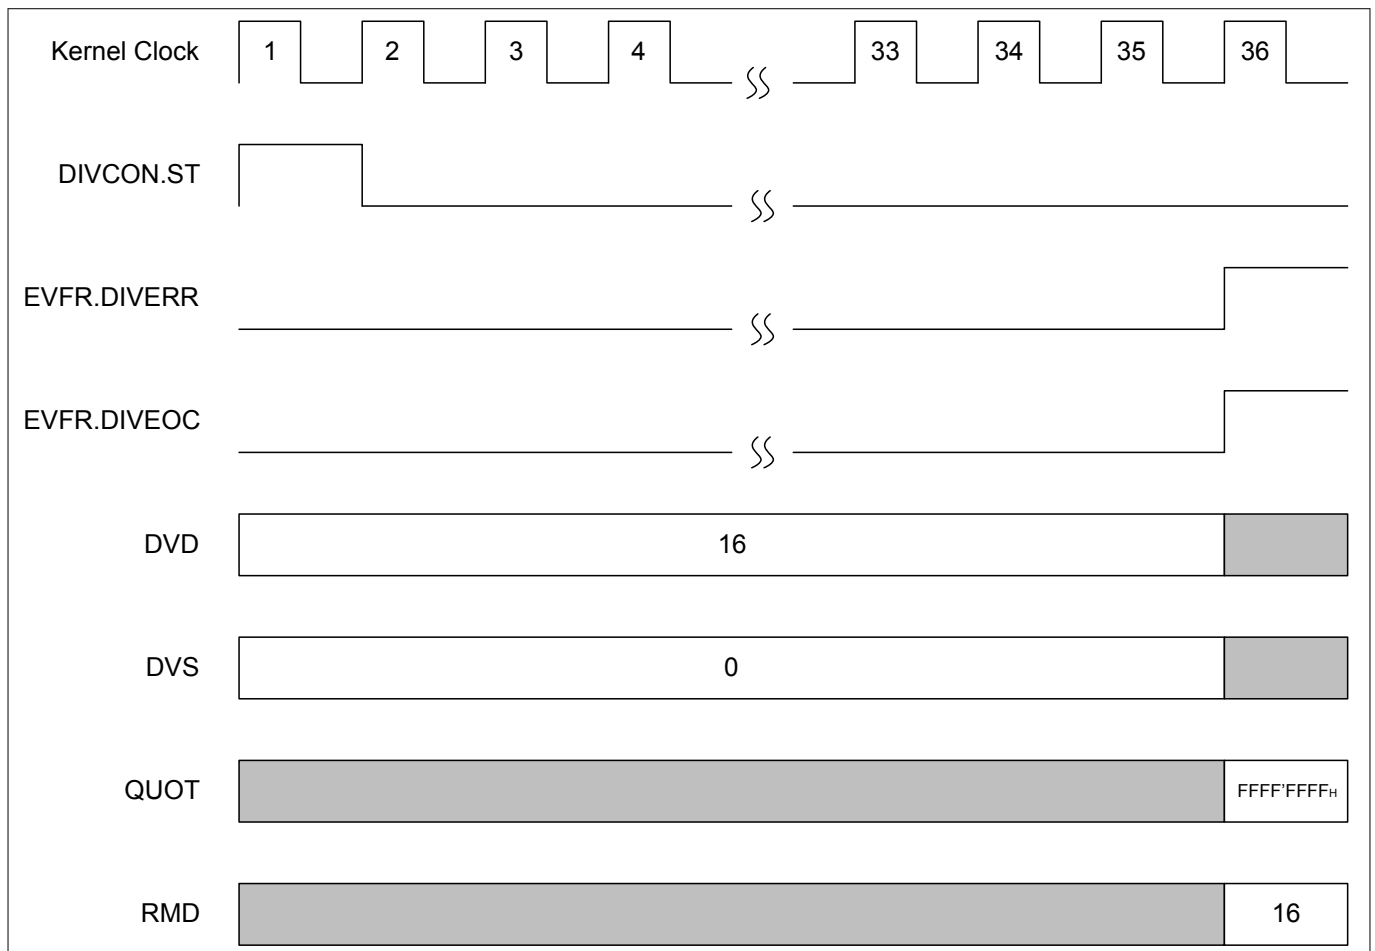 Kernel Clock 1 2 3 4 33 34 35 36
DIVCON.ST
EVFR.DIVERR
EVFR.DIVEOC
DVD 16
DVS 0
QUOT FFFF’FFFFH
RMD 16